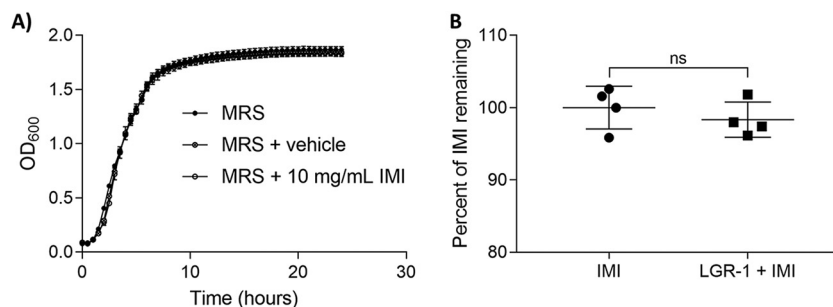 A)
2.0
1.5
1.0
0.5
0.0
OD600
0
10
20
30
Time (hours)
MRS
MRS + vehicle
MRS + 10 mg/mL IMI
B
ns
110
100
90
80
Percent of IMI remaining
IMI
LGR-1 + IMI